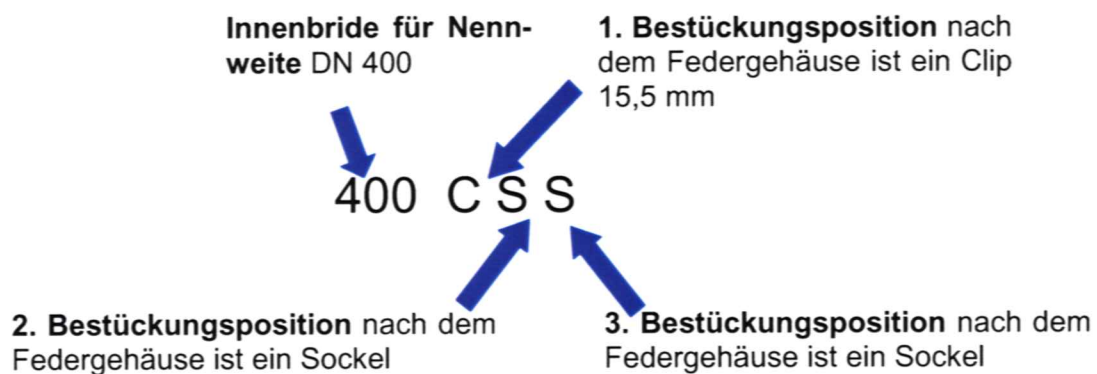 Innenbride für Nenn-
weite DN 400
1. Bestückungsposition nach
dem Federgehäuse ist ein Clip
15,5 mm
400 C S S
2. Bestückungsposition nach dem
Federgehäuse ist ein Sockel
3. Bestückungsposition nach dem
Federgehäuse ist ein Sockel